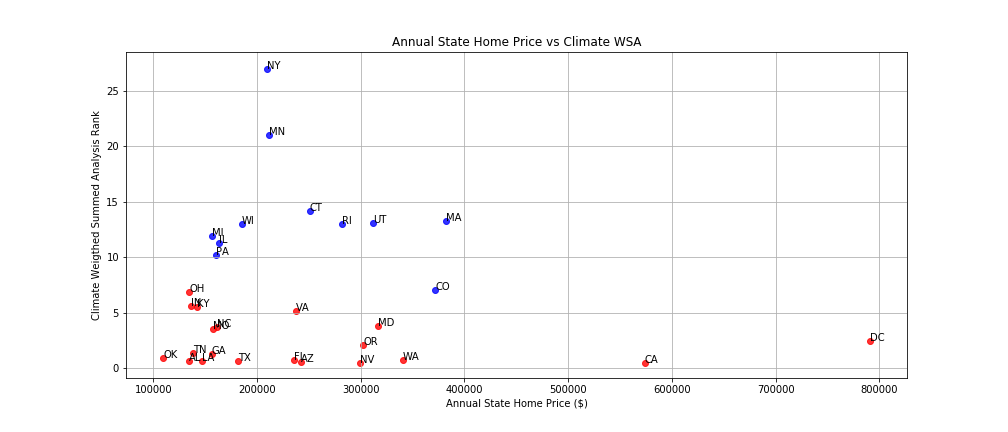 Annual State Home Price vs Climate WSA
Climate Weigthed Summed Analysis Rank
25
20
15
10
5
0
NY
MN
CT
WI
RI
UT
MA
MI
IL
PA
CO
OH
IN
KY
VA
NC
MO
MD
OR
DC
TN
GA
OK
AL
LA
TX
FL
AZ
NV
WA
CA
100000 200000 300000 400000 500000 600000 700000 800000
Annual State Home Price ($)